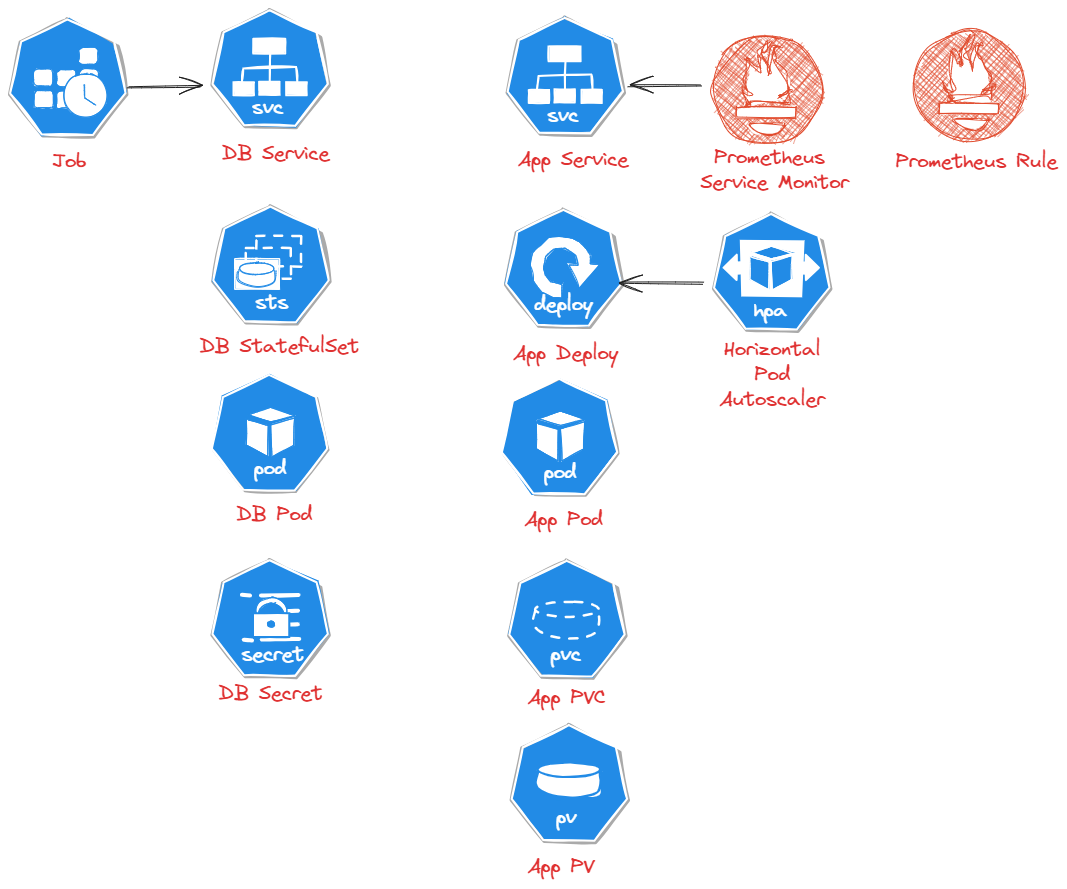 svc
svc
Job
DB Service
App Service
Prometheus
Service Monitor
Prometheus Rule
sts
deploy
hpa
DB StatefulSet
App Deploy
Horizontal
Pod
Autoscaler
pod
pod
DB Pod
App Pod
secret
pvc
DB Secret
App PVC
pv
App PV